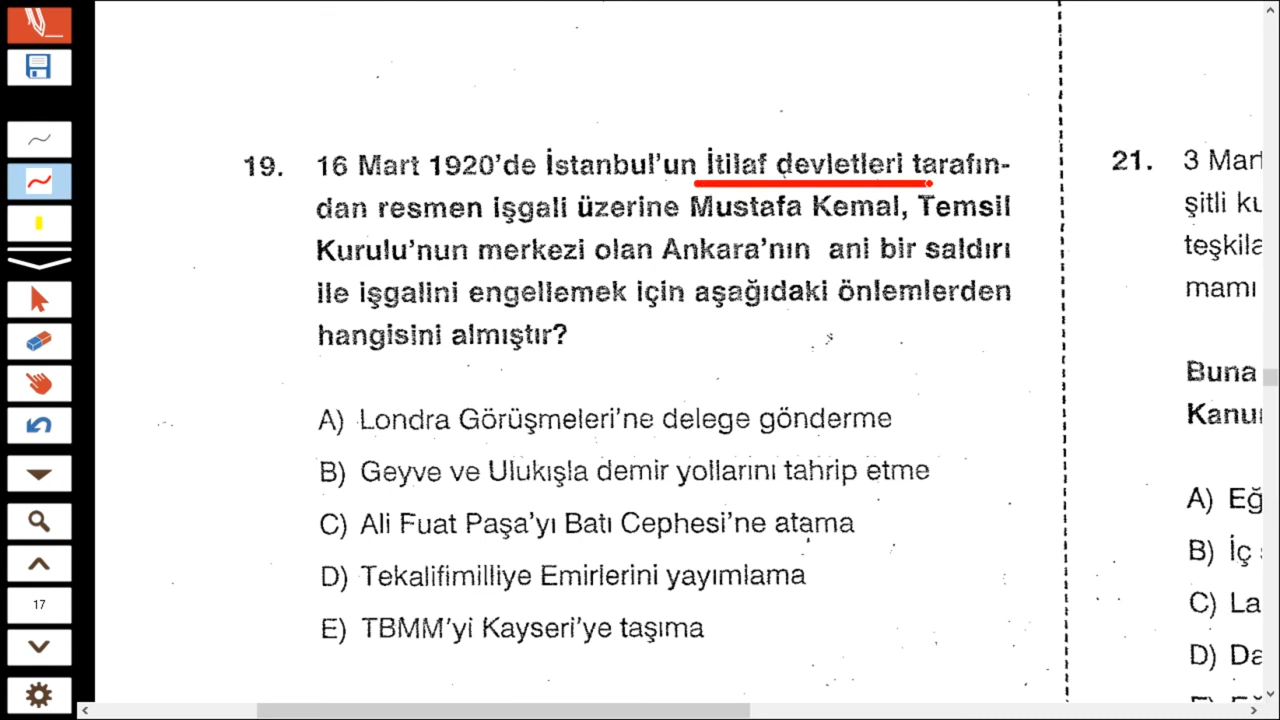 19. 16 Mart 1920’de İstanbul’un İtilaf devletleri tarafın-
dan resmen işgali üzerine Mustafa Kemal, Temsil
Kurulu’nun merkezi olan Ankara’nın ani bir saldırı
ile işgalini engellemek için aşağıdaki önlemlerden
hangisini almıştır?
A) Londra Görüşmeleri’ne delege gönderme
B) Geyve ve Ulukışla demir yollarını tahrip etme
C) Ali Fuat Paşa’yı Batı Cephesi’ne atama
D) Tekalifimilliye Emirlerini yayımlama
E) TBMM’yi Kayseri’ye taşıma
21. 3 Mar
şitli ku
teşkila
mamı
Buna
Kanu
A) Eğ
B) İç
C) La
D) Da
17